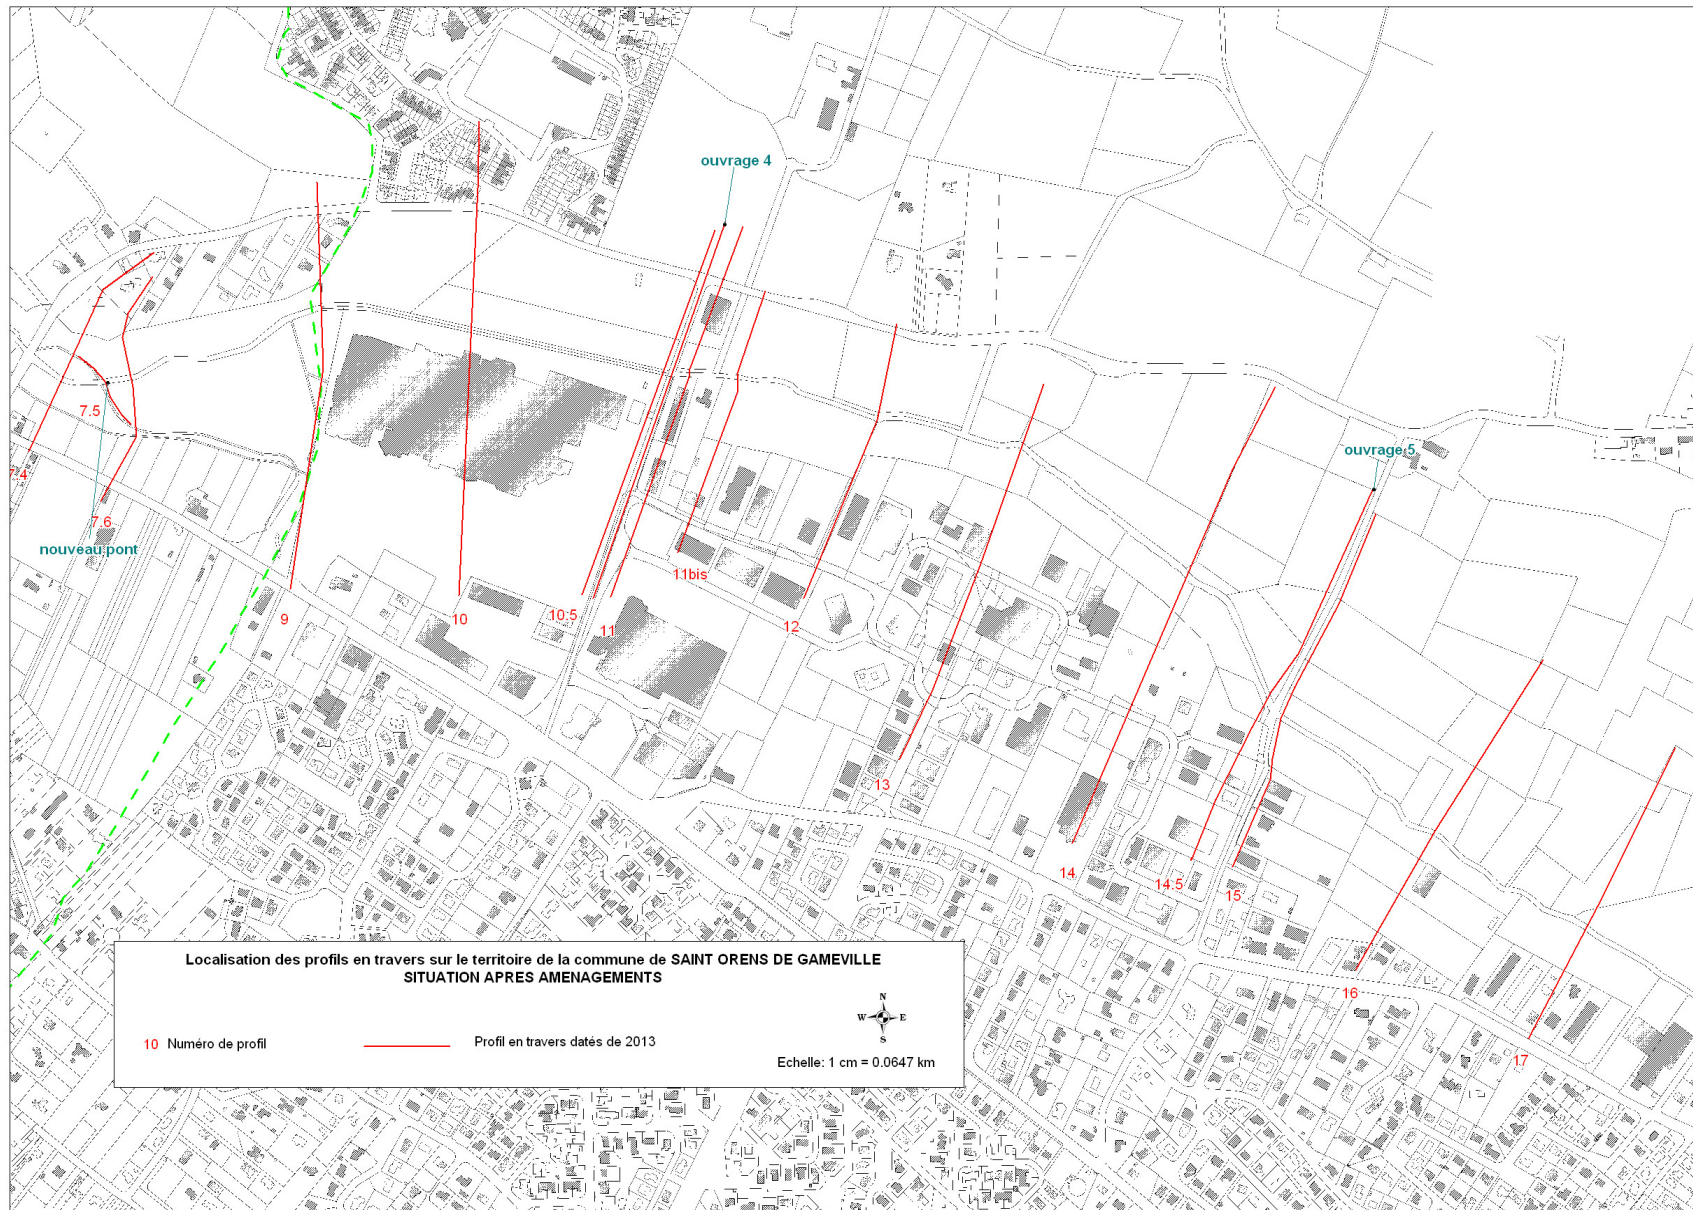 ouvrage 4
7.5
7.4
7.6
nouveau pont
ouvrage 5
9
10
10.5
11
11bis
12
13
14
14.5
15
16
17
Localisation des profils en travers sur le territoire de la commune de SAINT ORENS DE GAMEVILLE
SITUATION APRES AMENAGEMENTS
N
W E
S
10 Numéro de profil
Profil en travers datés de 2013
Echelle: 1 cm = 0.0647 km